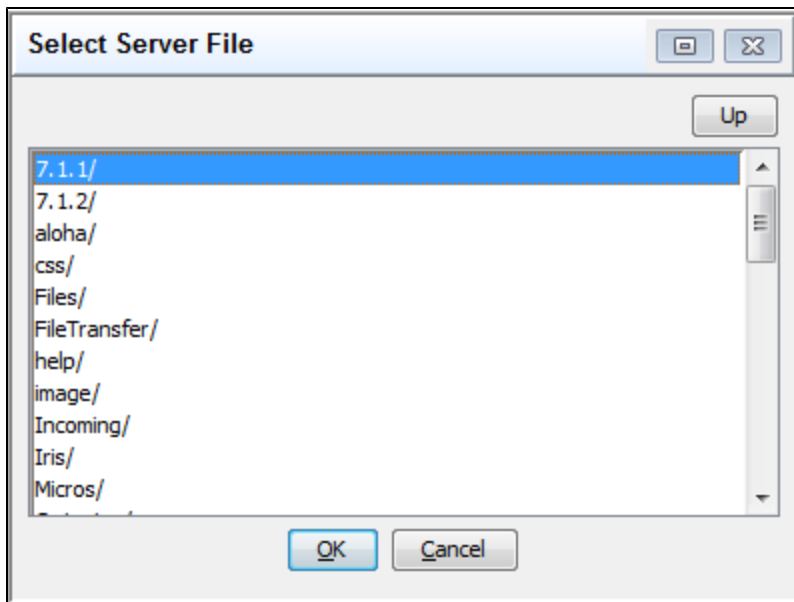 Select Server File
Up
7.1.1/
7.1.2/
aloha/
css/
Files/
FileTransfer/
help/
image/
Incoming/
Iris/
Micros/
OK Cancel